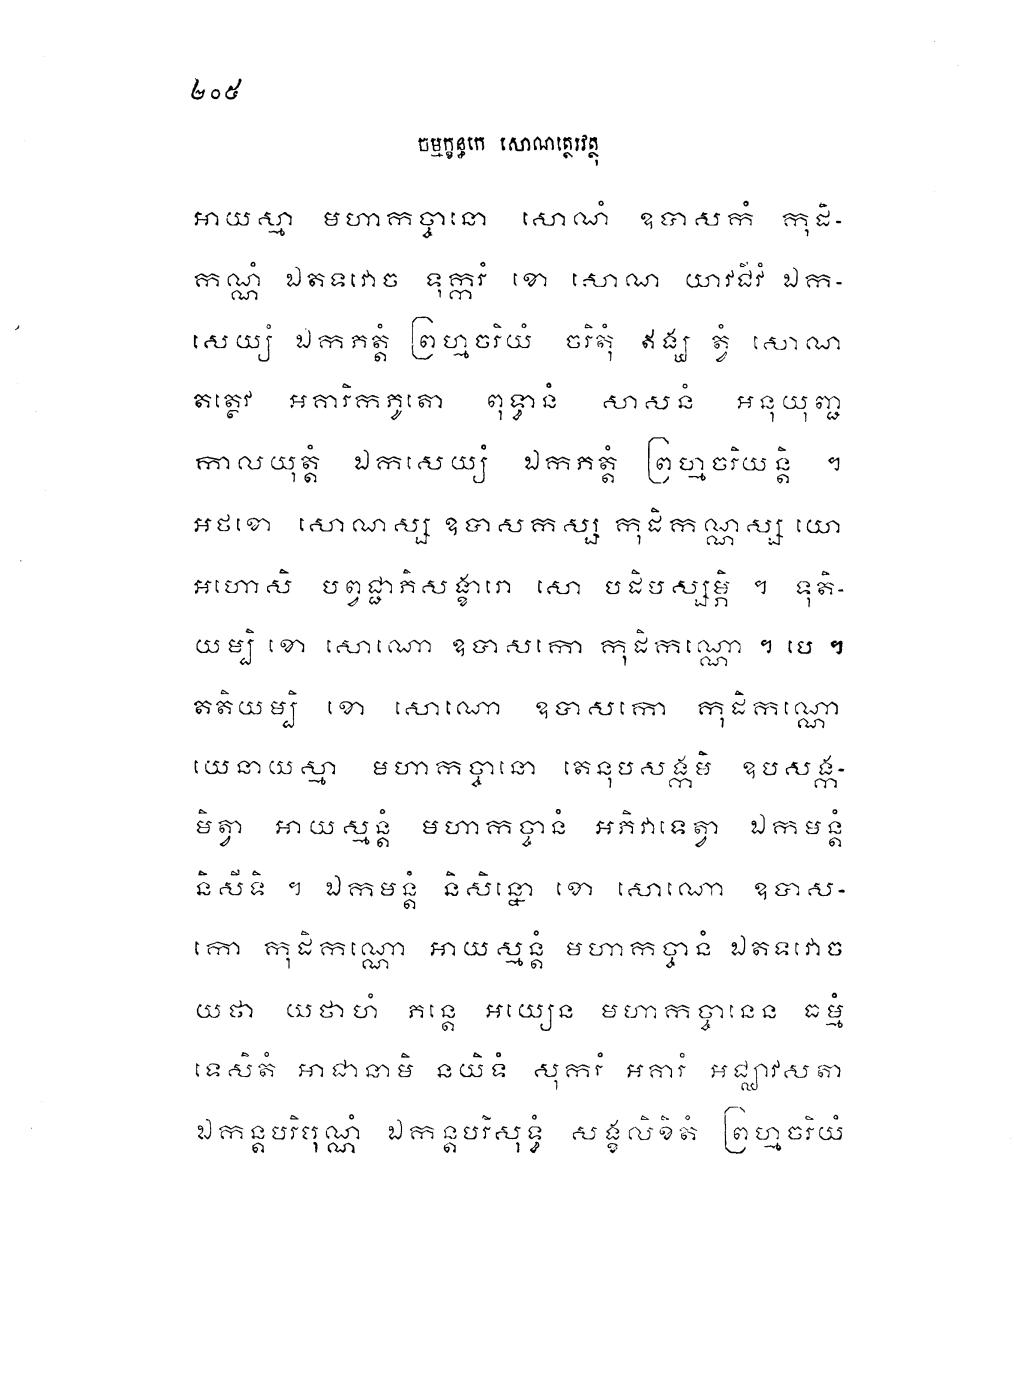 ២០៥
ចម្មក្ខន្ធកេ សោណត្ថេរវត្ថុ
អាយស្មា មហាកច្ចានោ សោណំ ឧបាសកំ កុដិ-
កណ្ណំ ឯតទវោច ទុក្ករំ ខោ សោណ យាវជីវំ ឯក-
សេយ្យំ ឯកភត្តំ ព្រហ្មចរិយំ ចរិតុំ ឥង្ឃ ត្វំ សោណ
តត្ថេវ អគារិកភូតោ ពុទ្ធានំ សាសនំ អនុយុញ្ជ
កាលយុត្តំ ឯកសេយ្យំ ឯកភត្តំ ព្រហ្មចរិយន្តិ ។
អថខោ សោណស្ស ឧបាសកស្ស កុដិកណ្ណស្ស យោ
អហោសិ បព្វជ្ជាភិសង្ខារោ សោ បដិបស្សម្ភិ ។ ទុតិ-
យម្បិ ខោ សោណោ ឧបាសកោ កុដិកណ្ណោ ។ បេ ។
តតិយម្បិ ខោ សោណោ ឧបាសកោ កុដិកណ្ណោ
យេនាយស្មា មហាកច្ចានោ តេនុបសង្កមិ ឧបសង្ក-
មិត្វា អាយស្មន្តំ មហាកច្ចានំ អភិវាទេត្វា ឯកមន្តំ
និសីទិ ។ ឯកមន្តំ និសិន្នោ ខោ សោណោ ឧបាស-
កោ កុដិកណ្ណោ អាយស្មន្តំ មហាកច្ចានំ ឯតទវោច
យថា យថាហំ ភន្តេ អយ្យេន មហាកច្ចានេន ធម្មំ
ទេសិតំ អាជានាមិ នយិទំ សុករំ អគារំ អជ្ឈាវសតា
ឯកន្តបរិបុណ្ណំ ឯកន្តបរិសុទ្ធំ សង្ខលិខិតំ ព្រហ្មចរិយំ